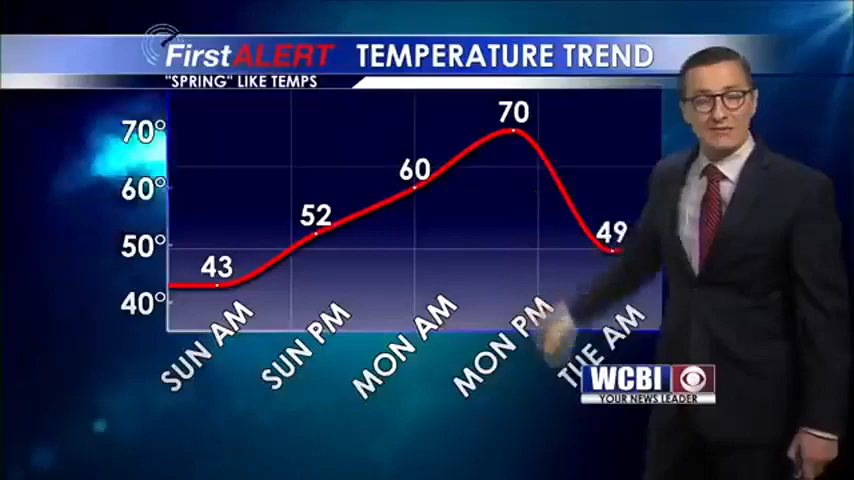 FirstALERT TEMPERATURE TREND
"SPRING" LIKE TEMPS
70°
60°
50°
40°
43
52
60
70
49
SUN AM
SUN PM
MON AM
MON PM
TUE AM
WCBI
YOUR NEWS LEADER